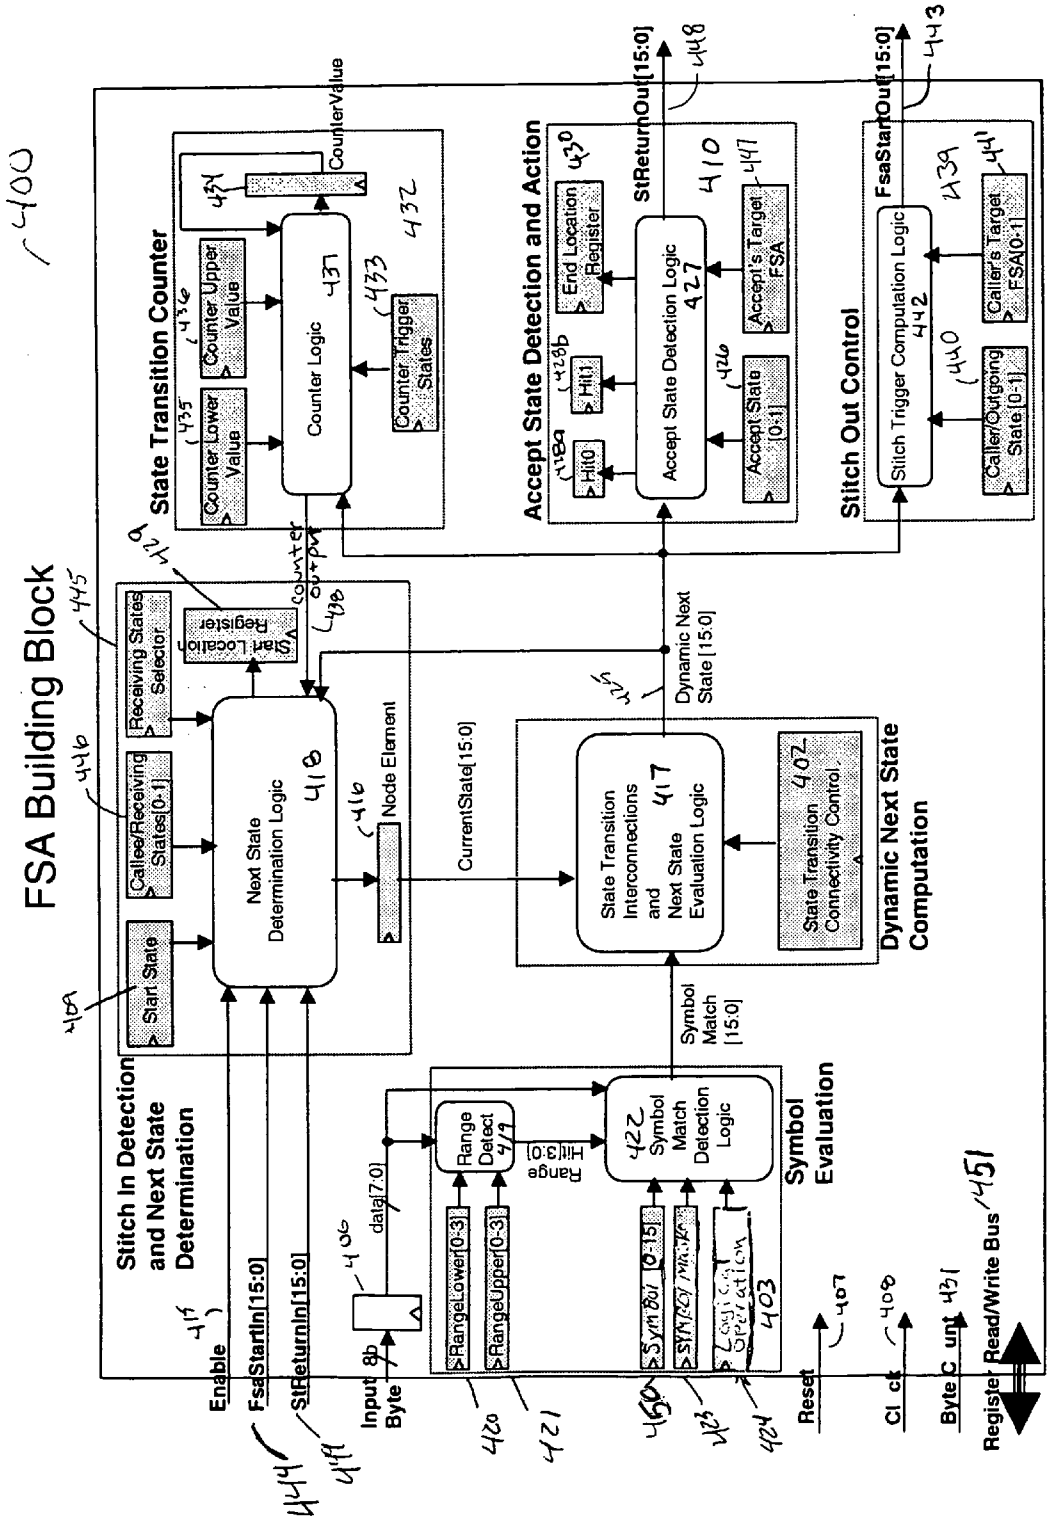 400
FSA Building Block
Stitch In Detection
and Next State
Determination
409
Start State
446
Callee/Receiving
States[0-1]
445
Receiving States
Selector
429
Start Location
Register
Next State
Determination Logic
418
416
Node Element
Enable
415
FsaStartIn[15:0]
444
StReturnIn[15:0]
449
counter
output
438
State Transition Counter
435
Counter Lower
Value
436
Counter Upper
Value
434
CounterValue
Counter Logic
437
432
433
Counter Trigger
States
CurrentState[15:0]
425
Dynamic Next
State [15:0]
Input 8b
Byte
406
data[7:0]
420
RangeLower[0-3]
421
RangeUpper[0-3]
Range
Detect
419
Range
Hit[3:0]
450
Symbol [0-15]
423
Symbol Masks
424
Logical
Operation
403
422
Symbol
Match
Detection
Logic
Symbol
Evaluation
Symbol
Match
[15:0]
State Transition
Interconnections
and
Next State
Evaluation Logic
417
State Transition
Connectivity Control
402
Dynamic Next State
Computation
Accept State Detection and Action
428a
Hit0
428b
Hit1
End Location
Register
430
Accept State Detection Logic
427
Accept State
[0-1]
426
Accept's Target
FSA
447
410
StReturnOut[15:0]
448
Stitch Out Control
Stitch Trigger Computation Logic
442
Caller/Outgoing
State [0-1]
440
Caller's Target
FSA[0-1]
441
439
FsaStartOut[15:0]
443
Reset
407
Cl ck
408
Byte C unt
431
Register Read/Write Bus
451